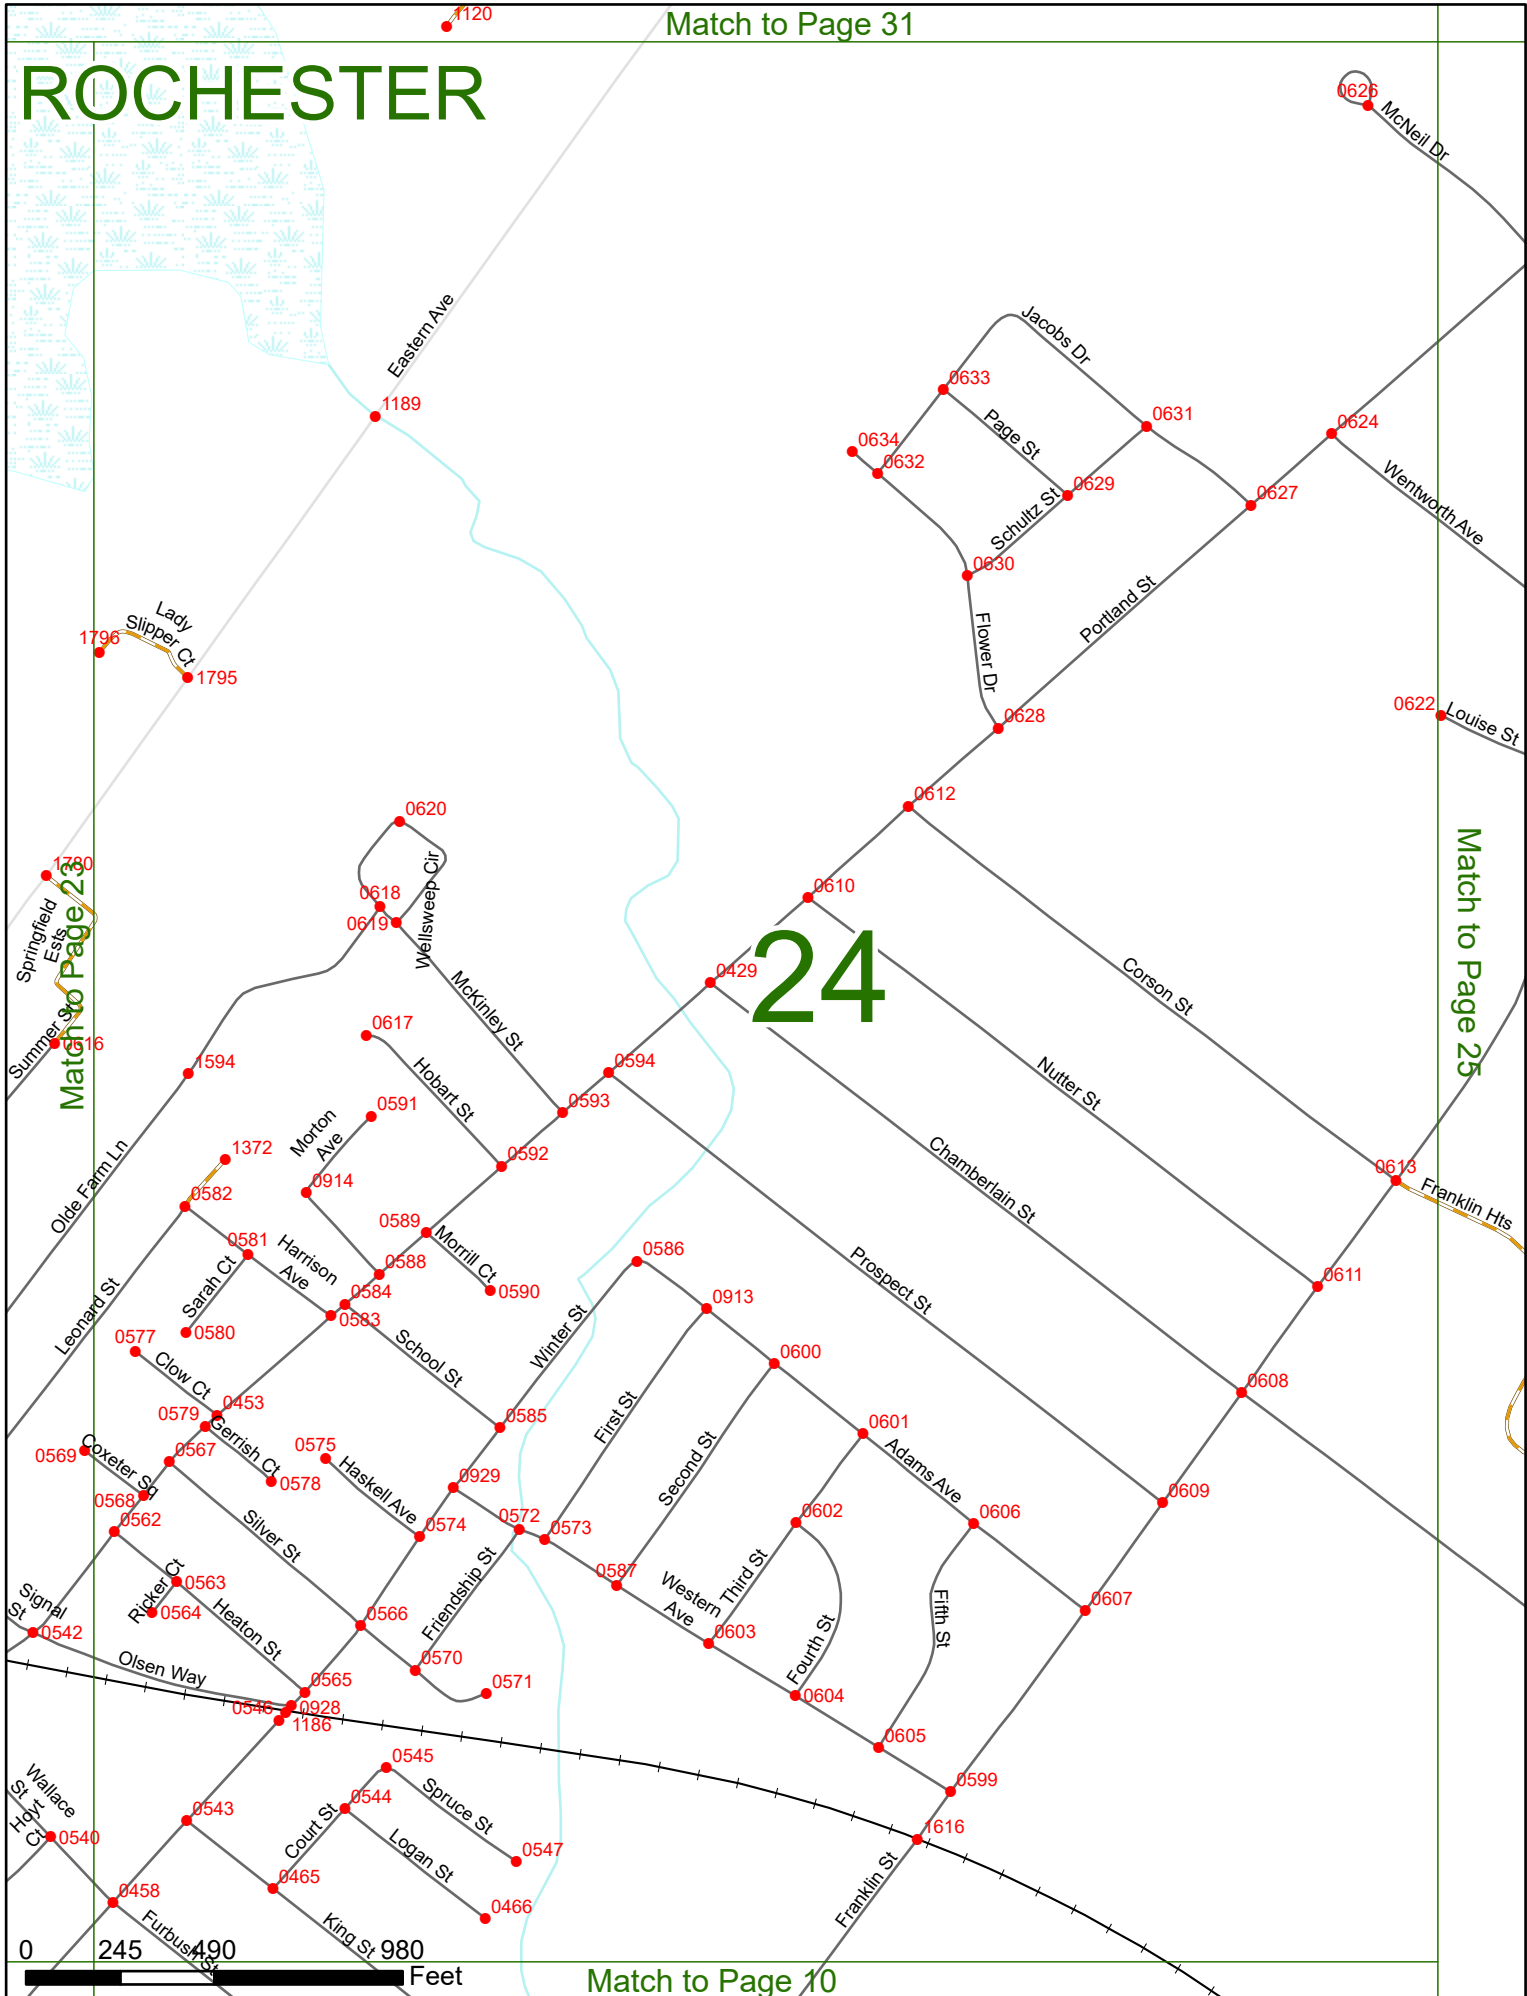 1120
Match to Page 31
ROCHESTER
0626
McNeil Dr
Eastern Ave
Jacobs Dr
0633
1189
0631
0624
Page St
0634
0632
0629
Wentworth Ave
0627
Schultz St
0630
Portland St
Lady
Slipper Ct
1796
1795
Flower Dr
0628
0622
Louise St
0612
0620
1780
Match to Page 23
Match to Page 25
Springfield
Ests
Wellsweep Cir
0618
0619
0610
24
0429
Corson St
McKinley St
Summer St
0616
0617
1594
0594
Hobart St
Nutter St
0593
0591
Morton
Ave
0592
Chamberlain St
1372
Olde Farm Ln
0914
0582
0613
Franklin Hts
0589
Morrill Ct
0581
Harrison
Ave
0588
0586
Prospect St
0611
Sarah Ct
0590
0584
0583
0913
Leonard St
0580
0577
School St
Winter St
0600
Clow Ct
0608
0453
0579
Gerrish Ct
0585
First St
0601
0569
Coxeter Sq
0567
0575
Haskell Ave
0578
Second St
Adams Ave
0929
0568
0609
0562
Silver St
0574
0572
0573
0602
0606
0587
Friendship St
Western
Ave
Third St
Ricker Ct
0563
0564
Heaton St
Signal
St
0542
0566
Fourth St
Fifth St
0607
0603
Olsen Way
0570
0571
0565
0604
0546
0928
1186
0605
0545
0599
Wallace
St
Hoyt
Ct
0540
0543
0544
Spruce St
Court St
Logan St
0547
1616
0465
0466
Franklin St
0458
Furbush St
King St
0 245 490 980
Feet
Match to Page 10